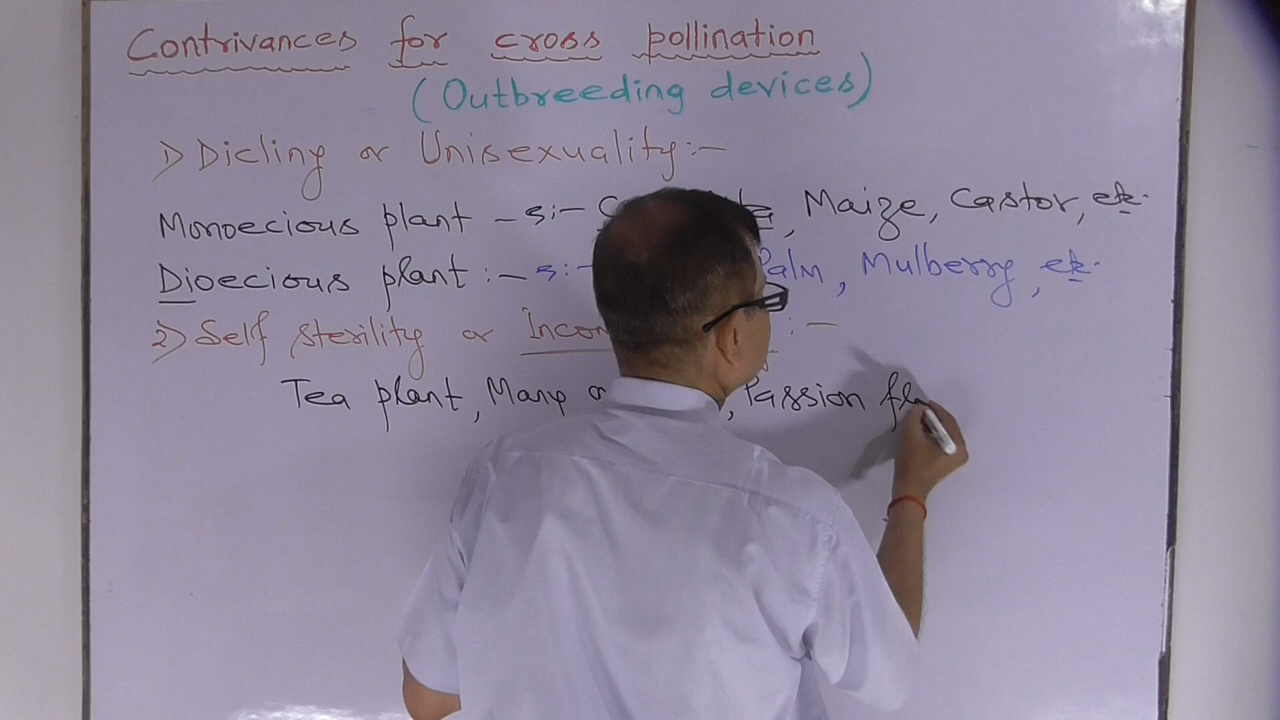 Contrivances for cross pollination
(Outbreeding devices)
1) Dicliny or Unisexuality:-
Monoecious plant - s:- , Maize, Castor, etc.
Dioecious plant :- s:- Palm, Mulberry, etc.
2) Self sterility or :-
Tea plant, Many , Passion